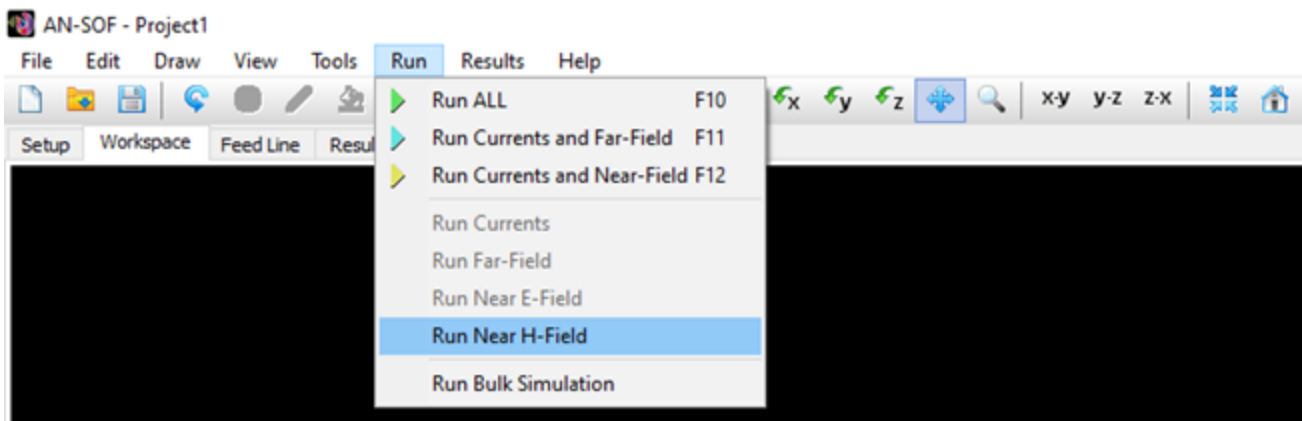 AN-SOF - Project1
File Edit Draw View Tools Run Results Help
x y z x-y y-z z-x
Setup Workspace Feed Line Resul
Run ALL F10
Run Currents and Far-Field F11
Run Currents and Near-Field F12
Run Currents
Run Far-Field
Run Near E-Field
Run Near H-Field
Run Bulk Simulation